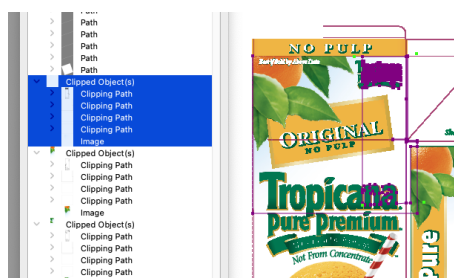 Path
Path
Path
Path
Path
Path
Clipped Object(s)
Clipping Path
Clipping Path
Clipping Path
Clipping Path
Image
Clipped Object(s)
Clipping Path
Clipping Path
Clipping Path
Clipping Path
Image
Clipped Object(s)
Clipping Path
Clipping Path
Clipping Path
Clipping Path
NO PULP
ORIGINAL
NO PULP
Tropicana
Pure Premium
Not From Concentrate
Pure